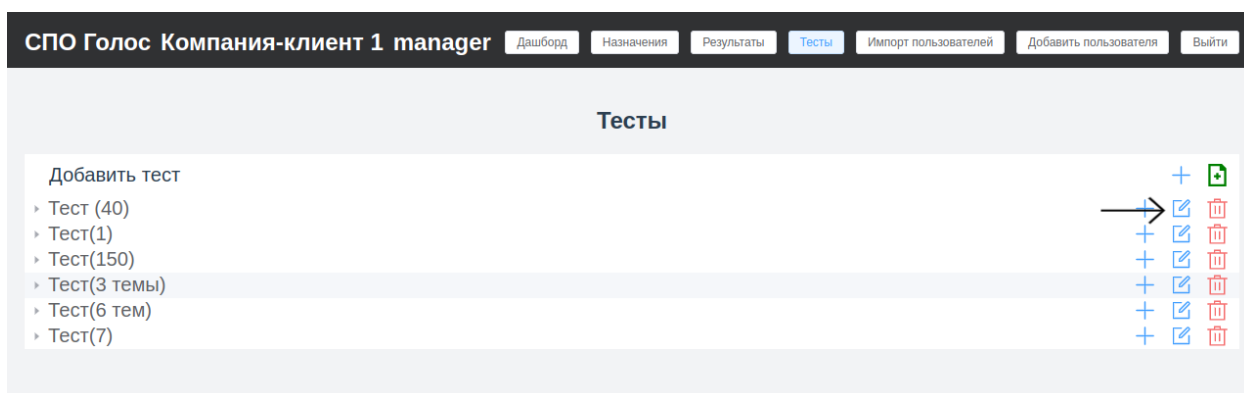 СПО Голос Компания-клиент 1 manager Дашборд Назначения Результаты Тесты Импорт пользователей Добавить пользователя Выйти
Тесты
Добавить тест
Тест (40)
Тест(1)
Тест(150)
Тест(3 темы)
Тест(6 тем)
Тест(7)